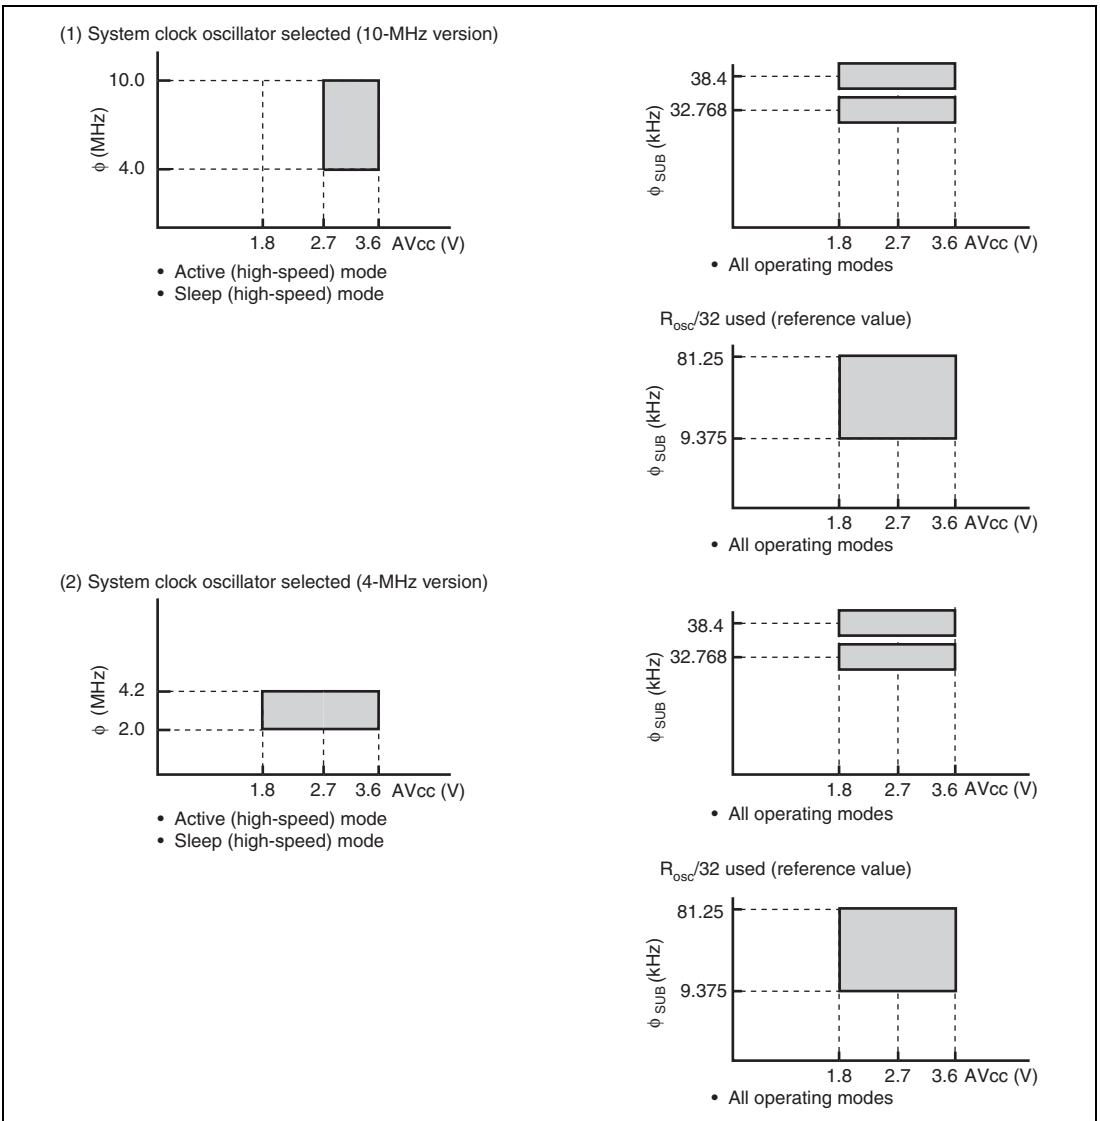 (1) System clock oscillator selected (10-MHz version)
10.0
4.0
φ (MHz)
1.8 2.7 3.6 AVcc (V)
• Active (high-speed) mode
• Sleep (high-speed) mode
38.4
32.768
φ SUB (kHz)
1.8 2.7 3.6 AVcc (V)
• All operating modes
Rosc/32 used (reference value)
81.25
9.375
φ SUB (kHz)
1.8 2.7 3.6 AVcc (V)
• All operating modes
(2) System clock oscillator selected (4-MHz version)
4.2
2.0
φ (MHz)
1.8 2.7 3.6 AVcc (V)
• Active (high-speed) mode
• Sleep (high-speed) mode
38.4
32.768
φ SUB (kHz)
1.8 2.7 3.6 AVcc (V)
• All operating modes
Rosc/32 used (reference value)
81.25
9.375
φ SUB (kHz)
1.8 2.7 3.6 AVcc (V)
• All operating modes